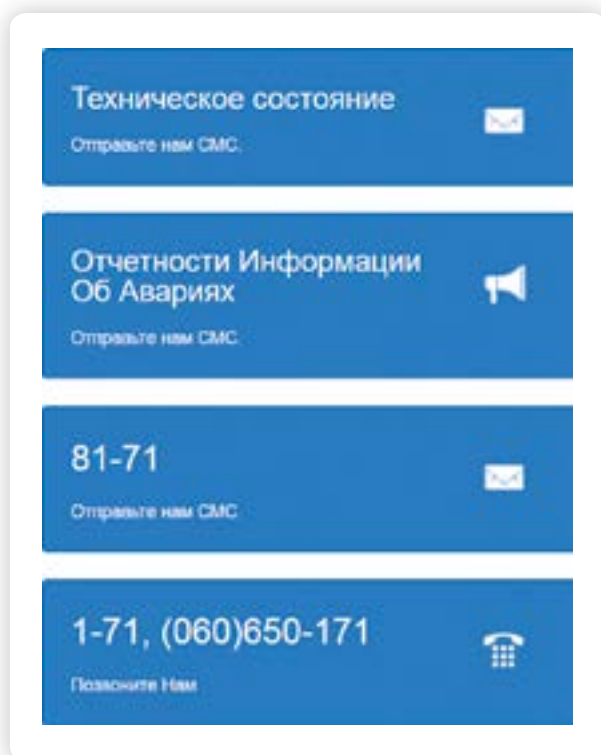 Техническое состояние
Отправьте нам СМС.
Отчетности Информации
Об Авариях
Отправьте нам СМС.
81-71
Отправьте нам СМС
1-71, (060)650-171
Позвоните Нам